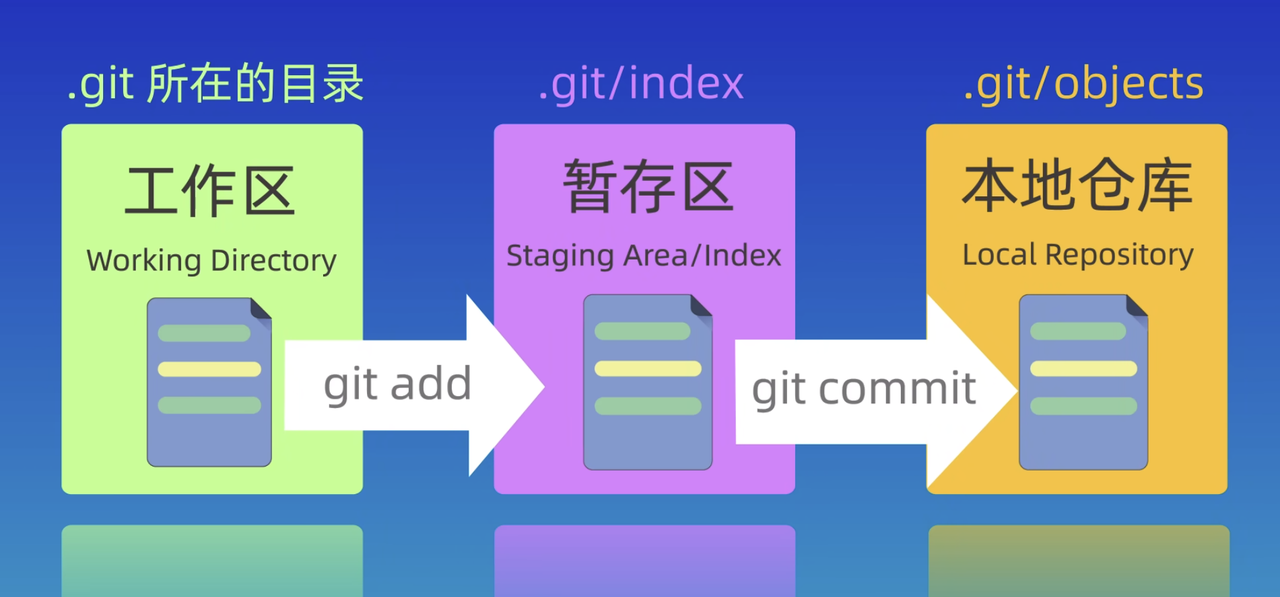 .git 所在的目录
.git/index
.git/objects
工作区
暂存区
本地仓库
Working Directory
Staging Area/Index
Local Repository
git add
git commit